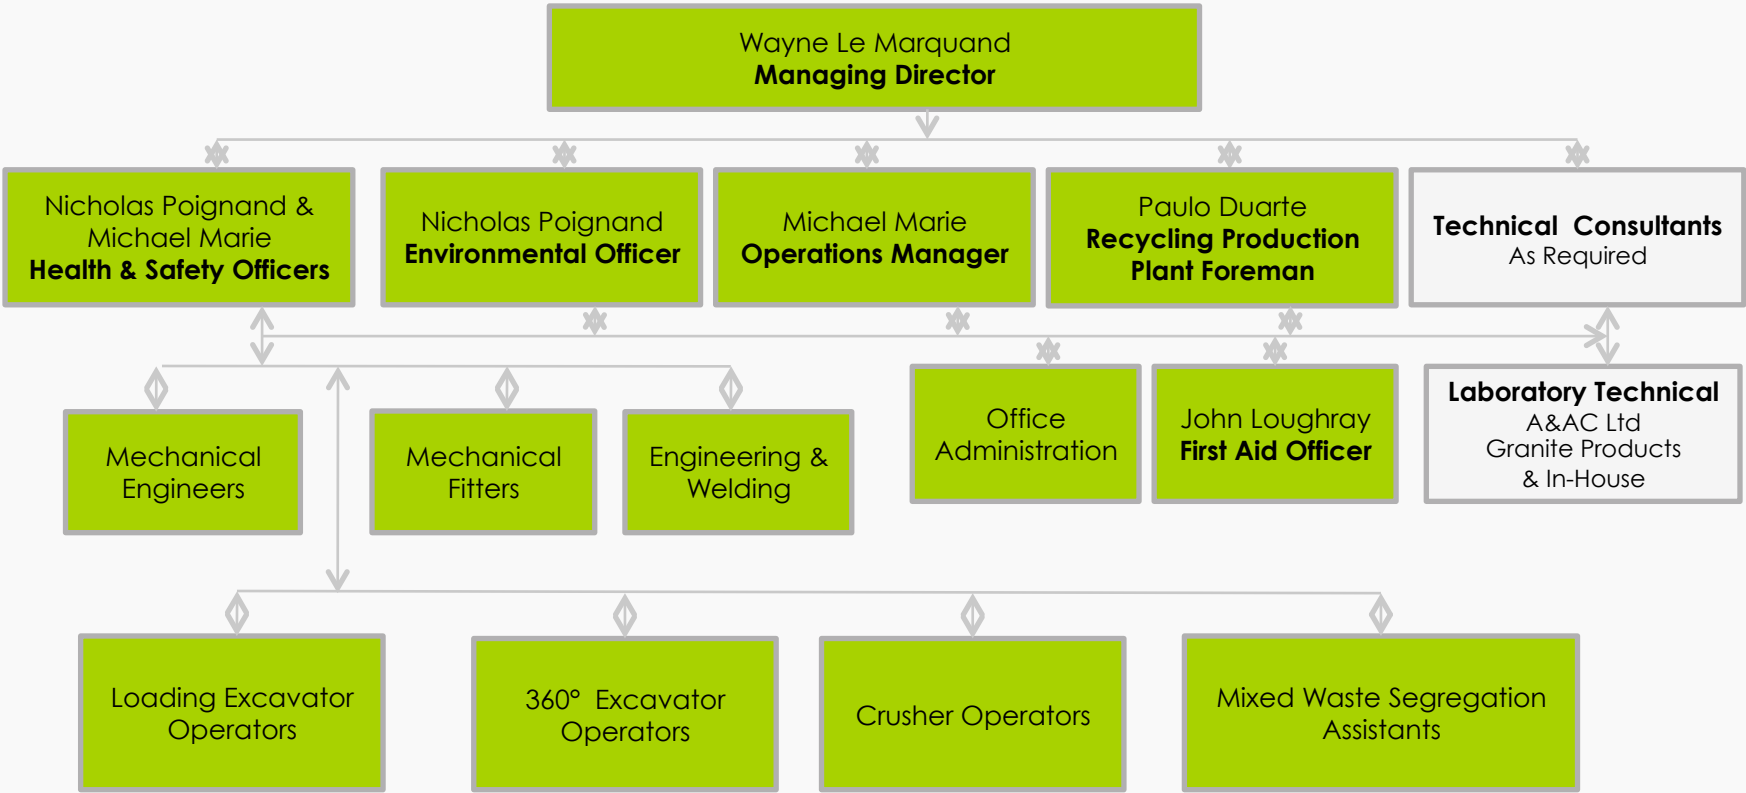 Wayne Le Marquand
Managing Director
Nicholas Poignand &
Michael Marie
Health & Safety Officers
Nicholas Poignand
Environmental Officer
Michael Marie
Operations Manager
Paulo Duarte
Recycling Production
Plant Foreman
Technical Consultants
As Required
Mechanical
Engineers
Mechanical
Fitters
Engineering &
Welding
Office
Administration
John Loughray
First Aid Officer
Laboratory Technical
A&AC Ltd
Granite Products
& In-House
Loading Excavator
Operators
360° Excavator
Operators
Crusher Operators
Mixed Waste Segregation
Assistants